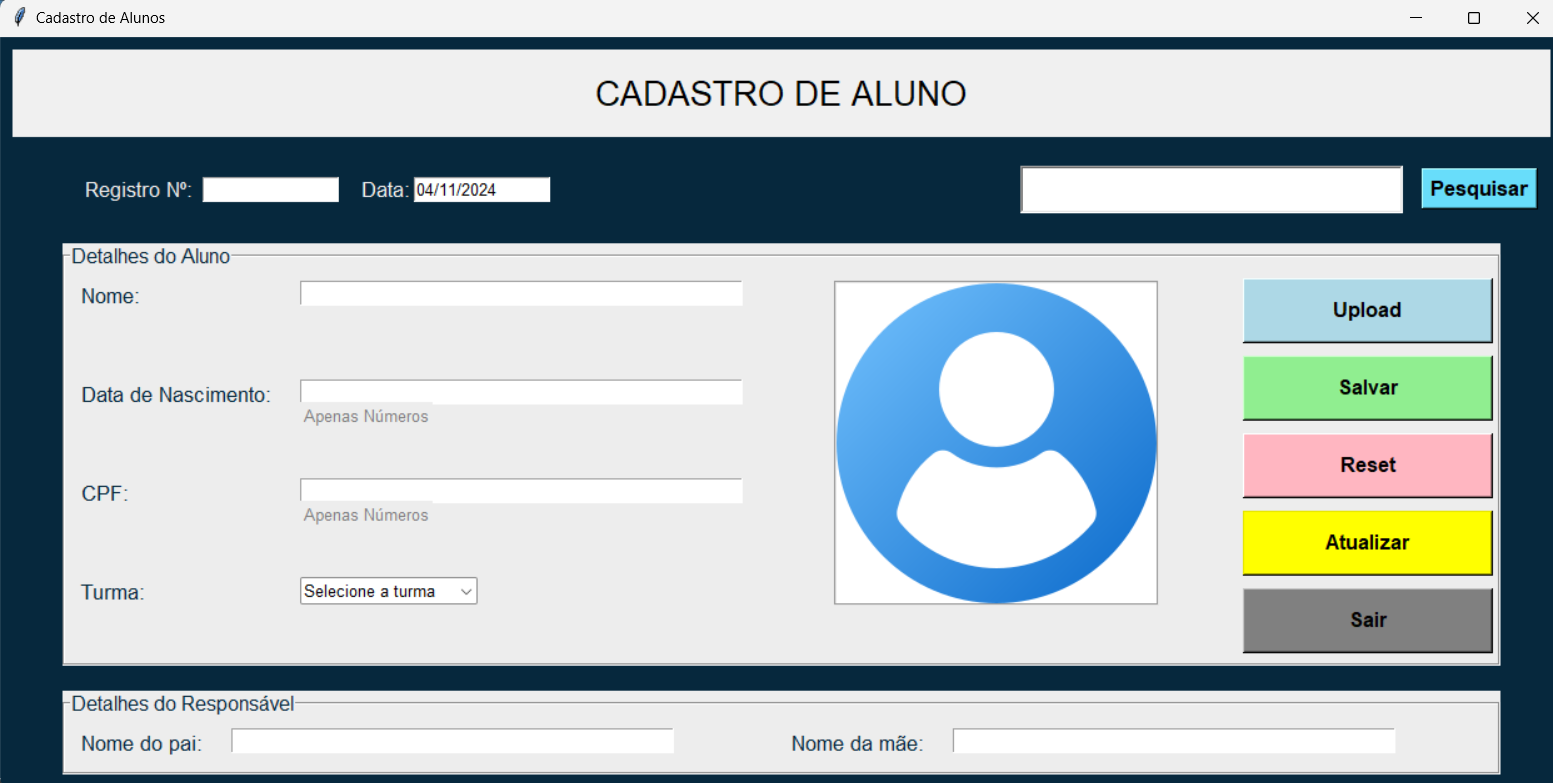 Cadastro de Alunos
CADASTRO DE ALUNO
Registro Nº: Data: 04/11/2024 Pesquisar
Detalhes do Aluno
Nome:
Data de Nascimento:
Apenas Números
CPF:
Apenas Números
Turma: Selecione a turma
Upload
Salvar
Reset
Atualizar
Sair
Detalhes do Responsável
Nome do pai: Nome da mãe: